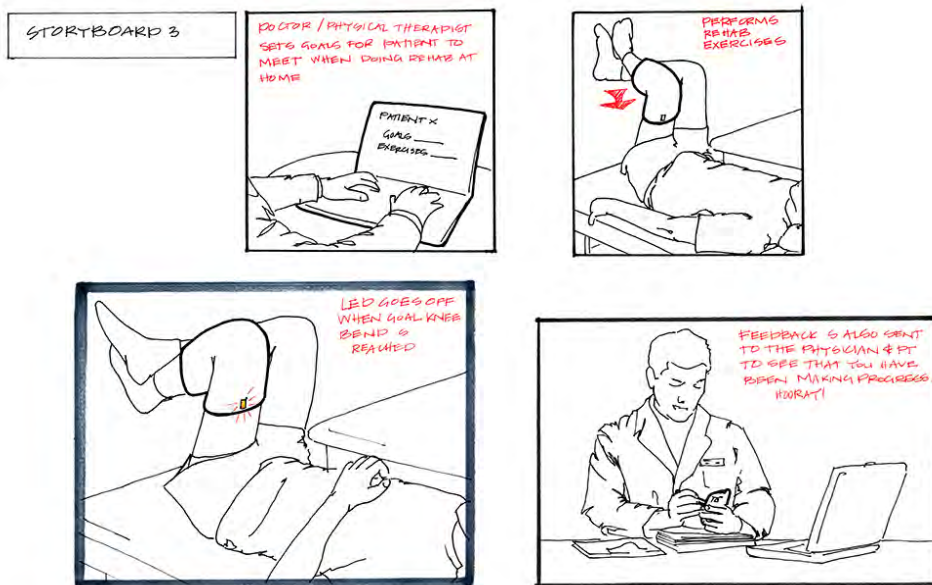 STORYBOARD 3
DOCTOR / PHYSICAL THERAPIST
SETS GOALS FOR PATIENT TO
MEET WHEN DOING REHAB AT
HOME
PATIENT X
GOALS
EXERCISES
PERFORMS
REHAB
EXERCISES
LED GOES OFF
WHEN GOAL KNEE
BEND IS
REACHED
FEEDBACK IS ALSO SENT
TO THE PHYSICIAN & PT
TO SEE THAT YOU HAVE
BEEN MAKING PROGRESS.
HOORAY!